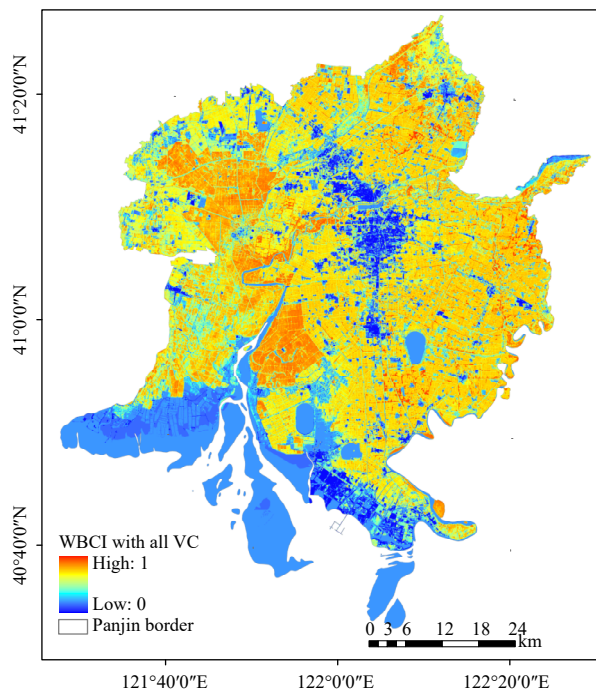 41°20′0″N
41°0′0″N
40°40′0″N
WBCI with all VC
High: 1
Low: 0
Panjin border
0 3 6 12 18 24
km
121°40′0″E 122°0′0″E 122°20′0″E